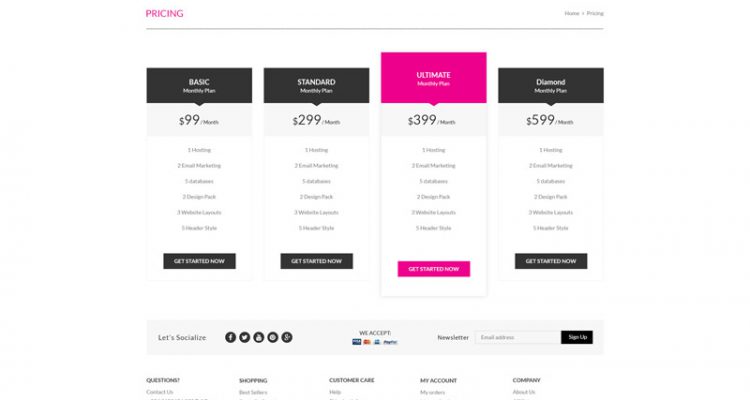 PRICING
Home > Pricing
BASIC
Monthly Plan
$99 / Month
1 Hosting
2 Email Marketing
5 databases
2 Design Pack
3 Website Layouts
5 Header Style
GET STARTED NOW
STANDARD
Monthly Plan
$299 / Month
1 Hosting
2 Email Marketing
5 databases
2 Design Pack
3 Website Layouts
5 Header Style
GET STARTED NOW
ULTIMATE
Monthly Plan
$399 / Month
1 Hosting
2 Email Marketing
5 databases
2 Design Pack
3 Website Layouts
5 Header Style
GET STARTED NOW
Diamond
Monthly Plan
$599 / Month
1 Hosting
2 Email Marketing
5 databases
2 Design Pack
3 Website Layouts
5 Header Style
GET STARTED NOW
Let's Socialize
WE ACCEPT:
VISA PayPal
Newsletter
Email address
Sign Up
QUESTIONS?
Contact Us
SHOPPING
Best Sellers
CUSTOMER CARE
Help
MY ACCOUNT
My orders
COMPANY
About Us